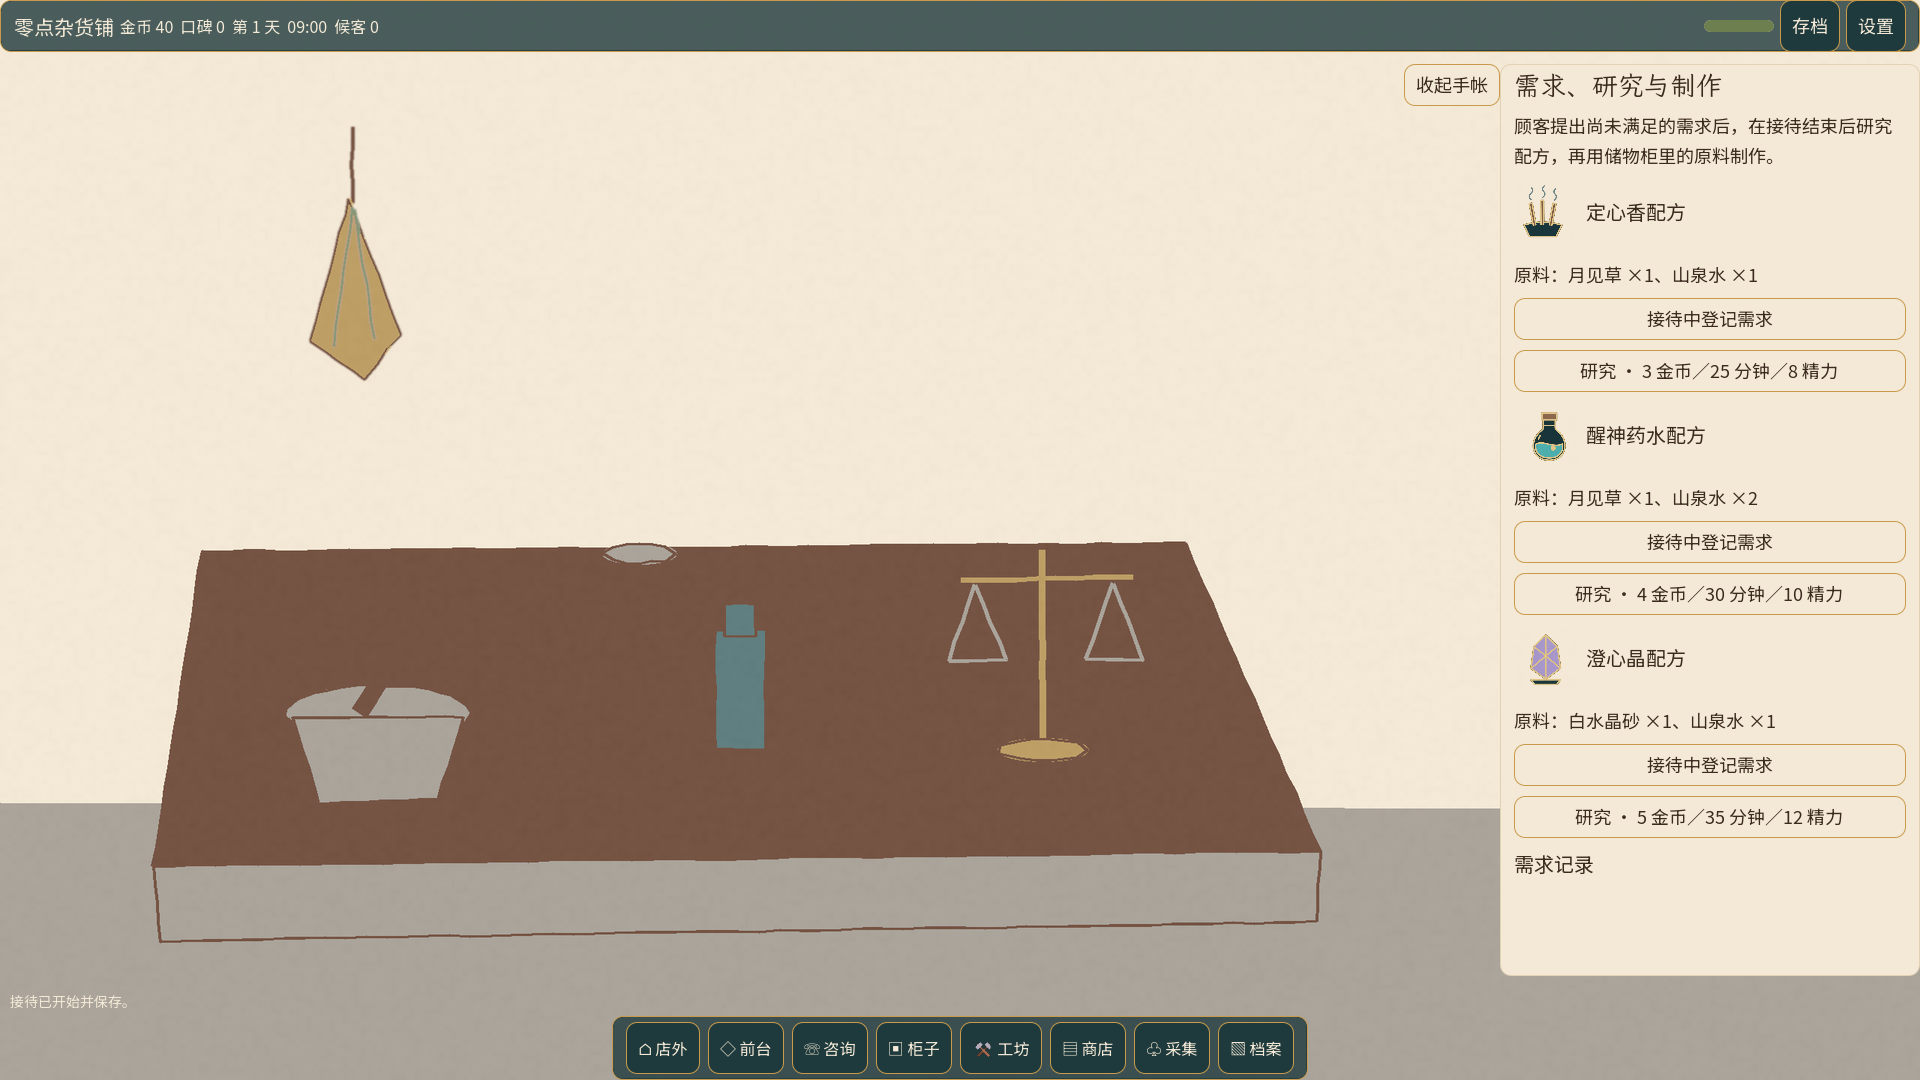 零点杂货铺 金币 40 口碑 0 第 1 天 09:00 候客 0
存档
设置
收起手帐
需求、研究与制作
顾客提出尚未满足的需求后，在接待结束后研究
配方，再用储物柜里的原料制作。
定心香配方
原料：月见草 ×1、山泉水 ×1
接待中登记需求
研究 · 3 金币／25 分钟／8 精力
醒神药水配方
原料：月见草 ×1、山泉水 ×2
接待中登记需求
研究 · 4 金币／30 分钟／10 精力
澄心晶配方
原料：白水晶砂 ×1、山泉水 ×1
接待中登记需求
研究 · 5 金币／35 分钟／12 精力
需求记录
接待已开始并保存。
店外
前台
咨询
柜子
工坊
商店
采集
档案